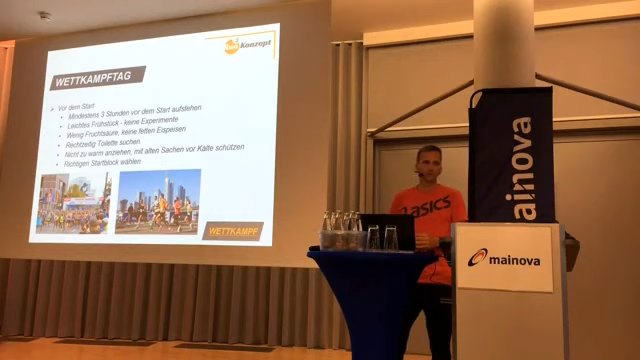 Run³
Konzept
WETTKAMPFTAG
Vor dem Start
Mindestens 3 Stunden vor dem Start aufstehen
Leichtes Frühstück - keine Experimente
Wenig Fruchtsäure, keine fetten Eispeisen
Rechtzeitig Toilette suchen
Nicht zu warm anziehen, mit alten Sachen vor Kälte schützen
Richtigen Startblock wählen
WETTKAMPF
asics
mainova
mainova